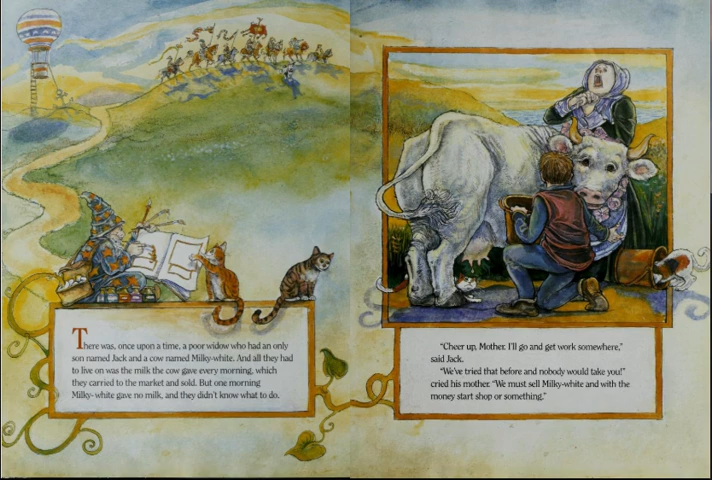 There was, once upon a time, a poor widow who had an only
son named Jack and a cow named Milky-white. And all they had
to live on was the milk the cow gave every morning, which
they carried to the market and sold. But one morning
Milky-white gave no milk, and they didn't know what to do.
"Cheer up, Mother. I'll go and get work somewhere,"
said Jack.
"We've tried that before and nobody would take you!"
cried his mother. "We must sell Milky-white and with the
money start shop or something."